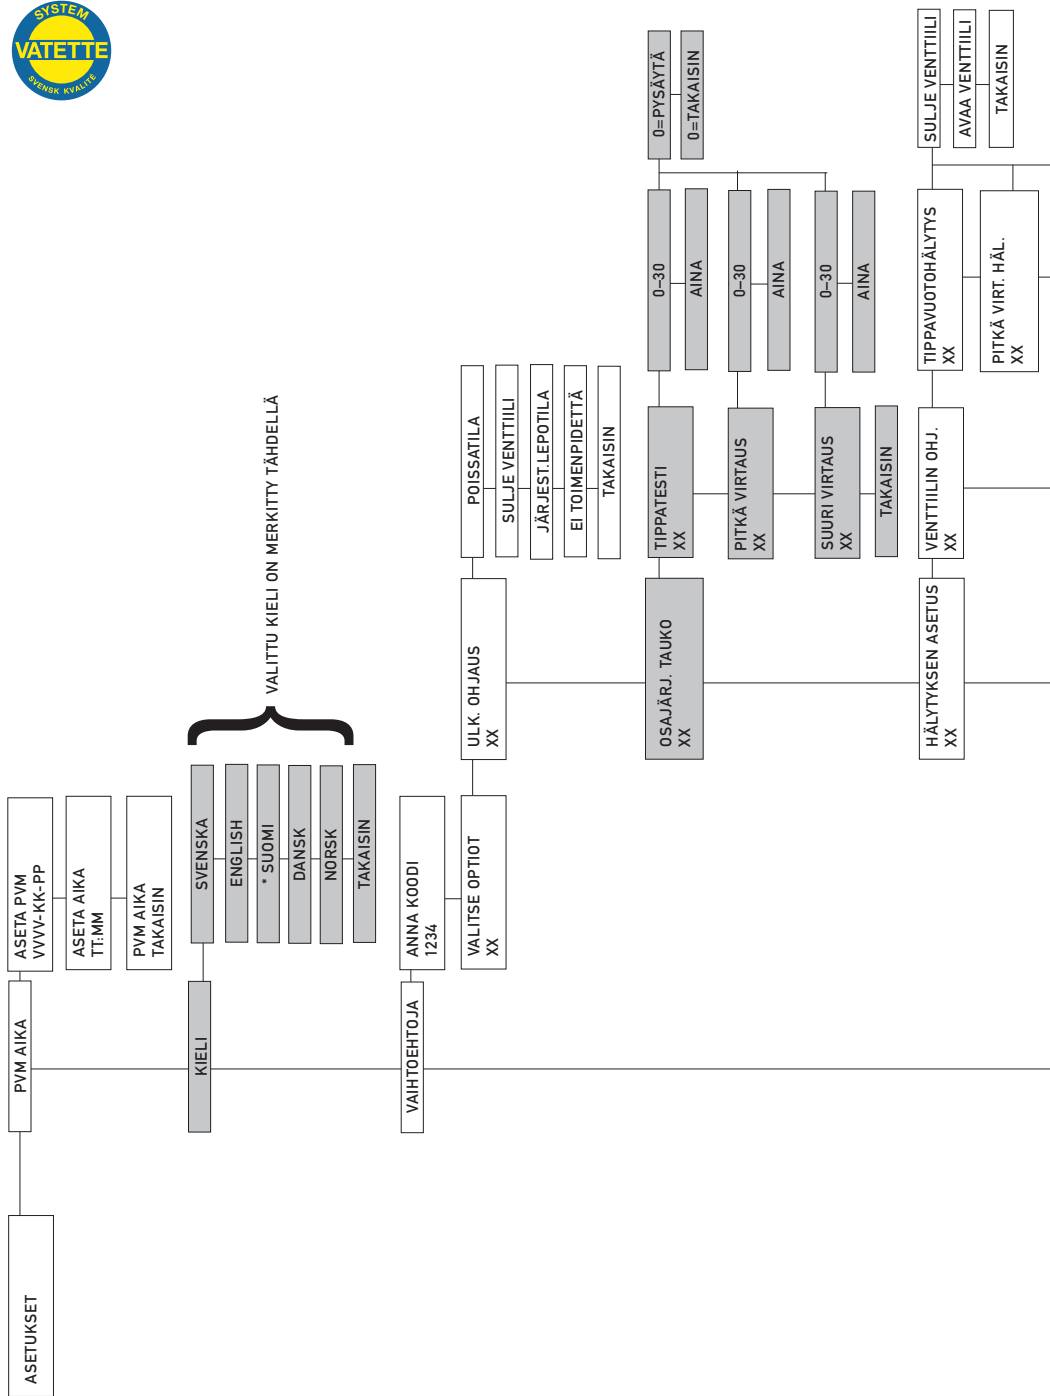 SYSTEM
VATETTE
SVENSK KVALITÉ
ASETUKSET
PVM AIKA
ASETA PVM
VVVV-KK-PP
ASETA AIKA
TT:MM
PVM AIKA
TAKAISIN
KIELI
SVENSKA
ENGLISH
* SUOMI
DANSK
NORSK
TAKAISIN
VALITTU KIELI ON MERKITTY TÄHDELLÄ
VAIHTOEHTOJA
ANNA KOODI
1234
VALITSE OPTIOT
XX
ULK. OHJAUS
XX
POISSATILA
SULJE VENTTIILI
JÄRJEST.LEPOTILA
EI TOIMENPIDETTÄ
TAKAISIN
OSAJÄRJ. TAUKO
XX
TIPPATESTI
XX
0–30
AINA
0=PYSÄYTÄ
0=TAKAISIN
PITKÄ VIRTAUS
XX
0–30
AINA
SUURI VIRTAUS
XX
0–30
AINA
TAKAISIN
HÄLYTYKSEN ASETUS
XX
VENTTIILIN OHJ.
XX
TIPPAVUOTOHÄLYTYS
XX
SULJE VENTTIILI
AVAA VENTTIILI
TAKAISIN
PITKÄ VIRT. HÄL.
XX